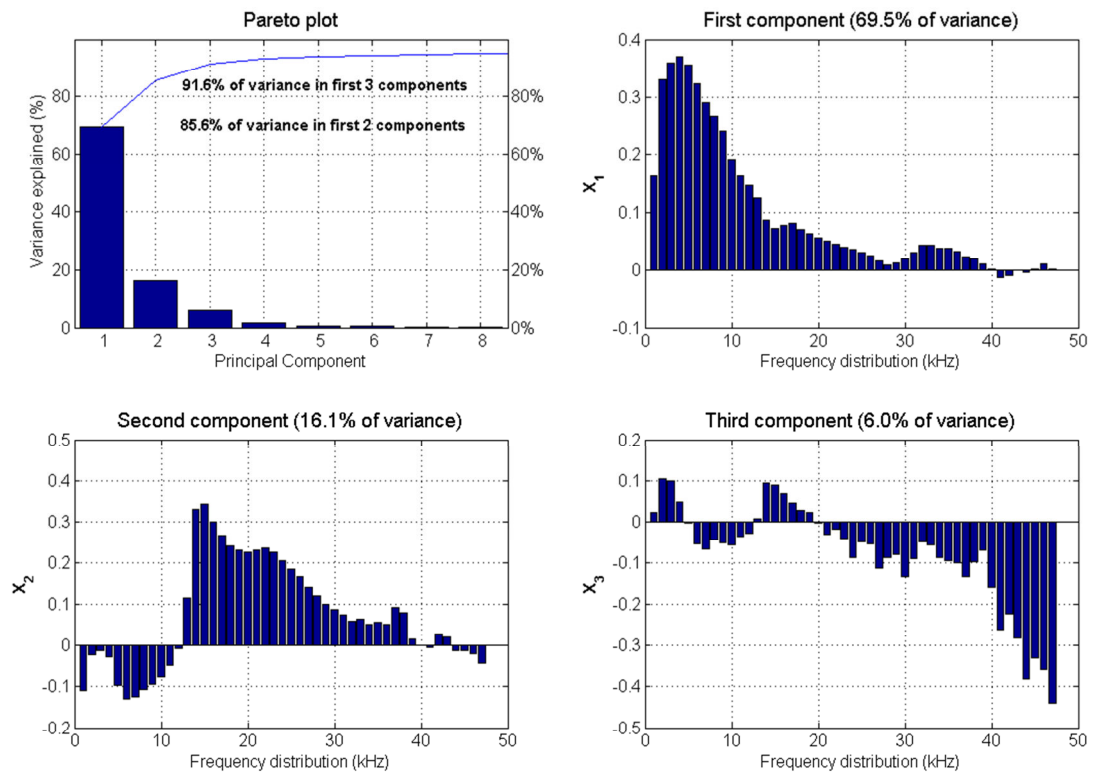 Pareto plot
91.6% of variance in first 3 components
85.6% of variance in first 2 components
Variance explained (%)
80
60
40
20
0
80%
60%
40%
20%
0%
1 2 3 4 5 6 7 8
Principal Component
First component (69.5% of variance)
X1
0.4
0.3
0.2
0.1
0
-0.1
0 10 20 30 40 50
Frequency distribution (kHz)
Second component (16.1% of variance)
X2
0.5
0.4
0.3
0.2
0.1
0
-0.1
-0.2
0 10 20 30 40 50
Frequency distribution (kHz)
Third component (6.0% of variance)
X3
0.2
0.1
0
-0.1
-0.2
-0.3
-0.4
-0.5
0 10 20 30 40 50
Frequency distribution (kHz)